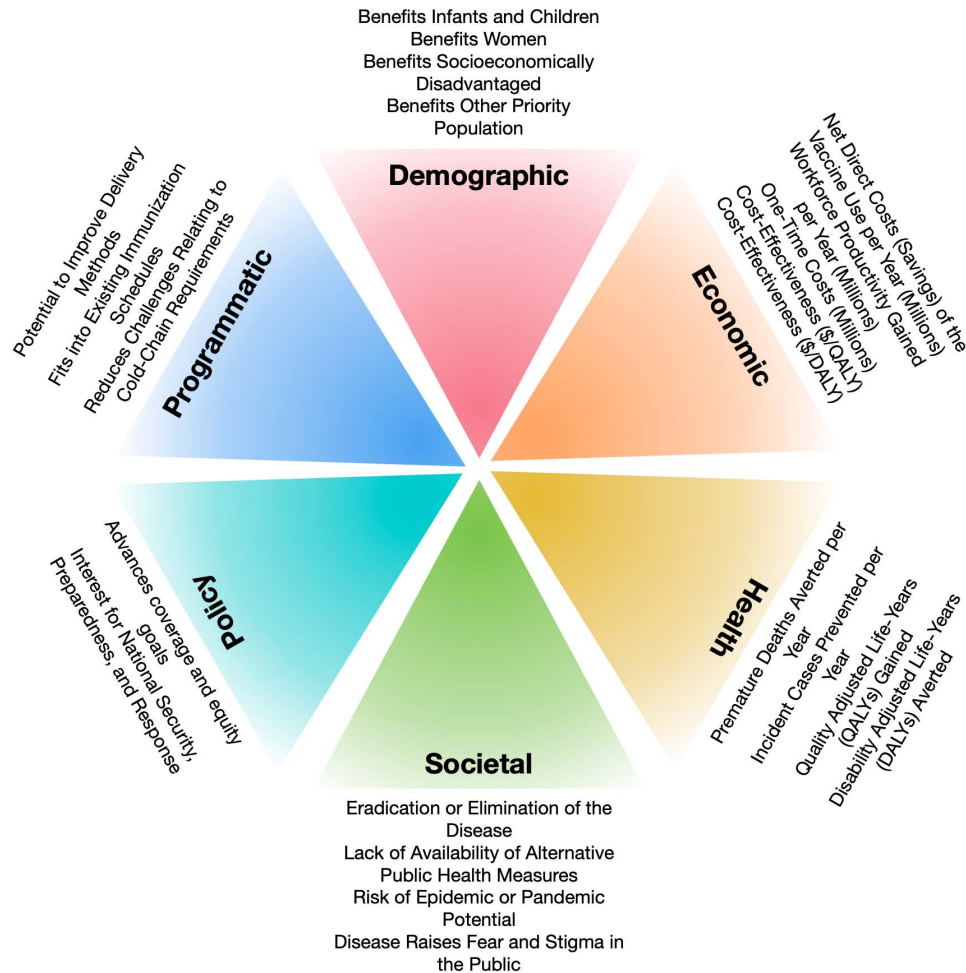 Benefits Infants and Children
Benefits Women
Benefits Socioeconomically
Disadvantaged
Benefits Other Priority
Population
Demographic
Net Direct Costs (Savings) of the
Vaccine Use per Year (Millions)
Workforce Productivity Gained
per Year (Millions)
One-Time Costs (Millions)
Cost-Effectiveness ($/QALY)
Cost-Effectiveness ($/DALY)
Economic
Health
Premature Deaths Averted per
Year
Incident Cases Prevented per
Year
Quality Adjusted Life-Years
(QALYs) Gained
Disability Adjusted Life-Years
(DALYs) Averted
Societal
Eradication or Elimination of the
Disease
Lack of Availability of Alternative
Public Health Measures
Risk of Epidemic or Pandemic
Potential
Disease Raises Fear and Stigma in
the Public
Policy
Advances coverage and equity
goals
Interest for National Security,
Preparedness, and Response
Potential to Improve Delivery
Methods
Fits into Existing Immunization
Schedules
Reduces Challenges Relating to
Cold-Chain Requirements
Programmatic